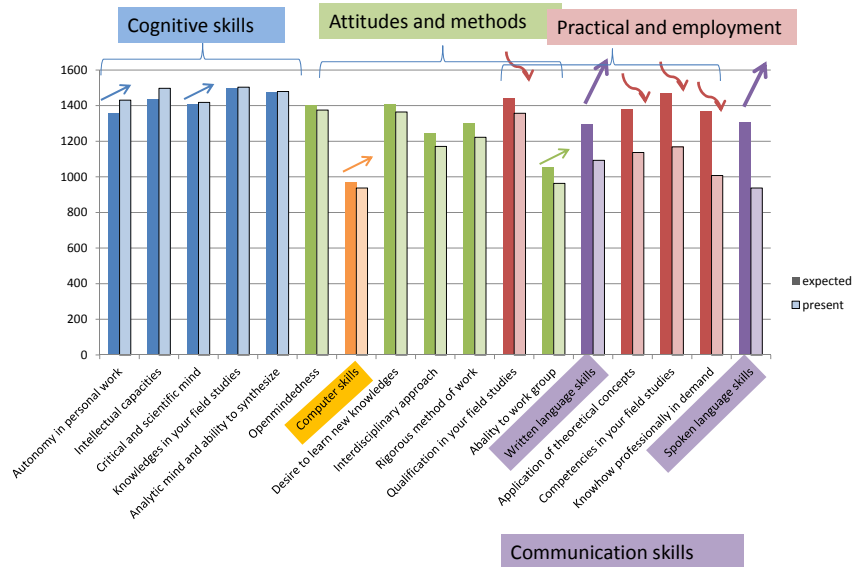 Cognitive skills
Attitudes and methods
Practical and employment
1600
1400
1200
1000
800
600
400
200
0
expected
present
Autonomy in personal work
Intellectual capacities
Critical and scientific mind
Knowledges in your field studies
Analytic mind and ability to synthesize
Openmindedness
Computer skills
Desire to learn new knowledges
Interdisciplinary approach
Rigorous method of work
Qualification in your field studies
Abality to work group
Written language skills
Application of theoretical concepts
Competencies in your field studies
Knowhow professionally in demand
Spoken language skills
Communication skills